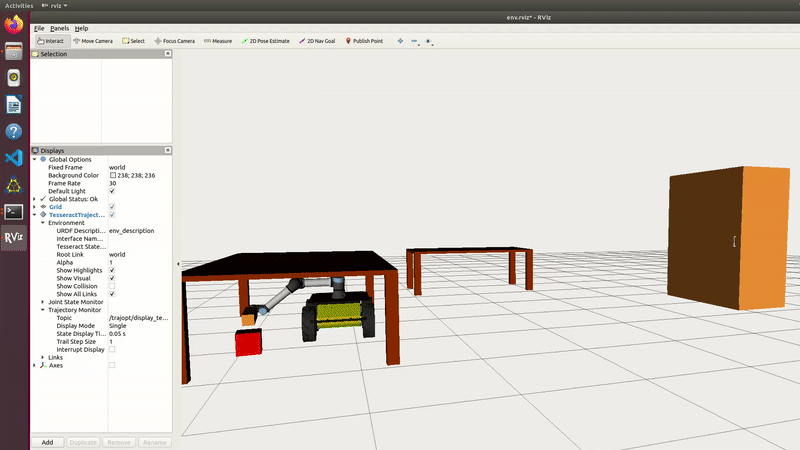 Activities
rviz
env.rviz* - RViz
File Panels Help
Interact Move Camera Select Focus Camera Measure 2D Pose Estimate 2D Nav Goal Publish Point
Selection
Displays
Global Options
Fixed Frame world
Background Color 238; 238; 236
Frame Rate 30
Default Light
Global Status: Ok
Grid
TesseractTraject...
Environment
URDF Descripti... env_description
Interface Nam...
Tesseract State...
Root Link world
Alpha 1
Show Highlights
Show Visual
Show Collision
Show All Links
Joint State Monitor
Trajectory Monitor
Topic /trajopt/display_te...
Display Mode Single
State Display Ti... 0.05 s
Trail Step Size 1
Interrupt Display
Links
Axes
Add Duplicate Remove Rename
RViz